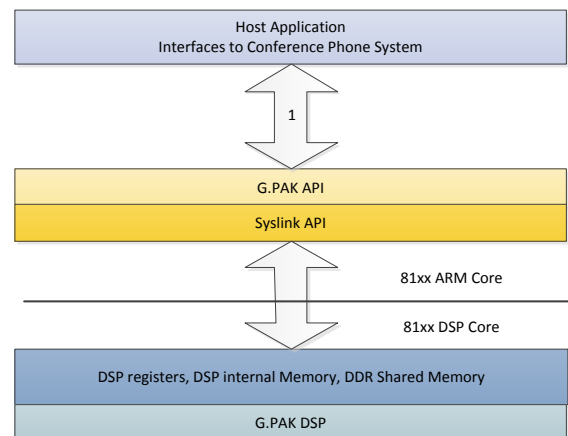 Host Application
Interfaces to Conference Phone System
1
G.PAK API
Syslink API
81xx ARM Core
81xx DSP Core
DSP registers, DSP internal Memory, DDR Shared Memory
G.PAK DSP